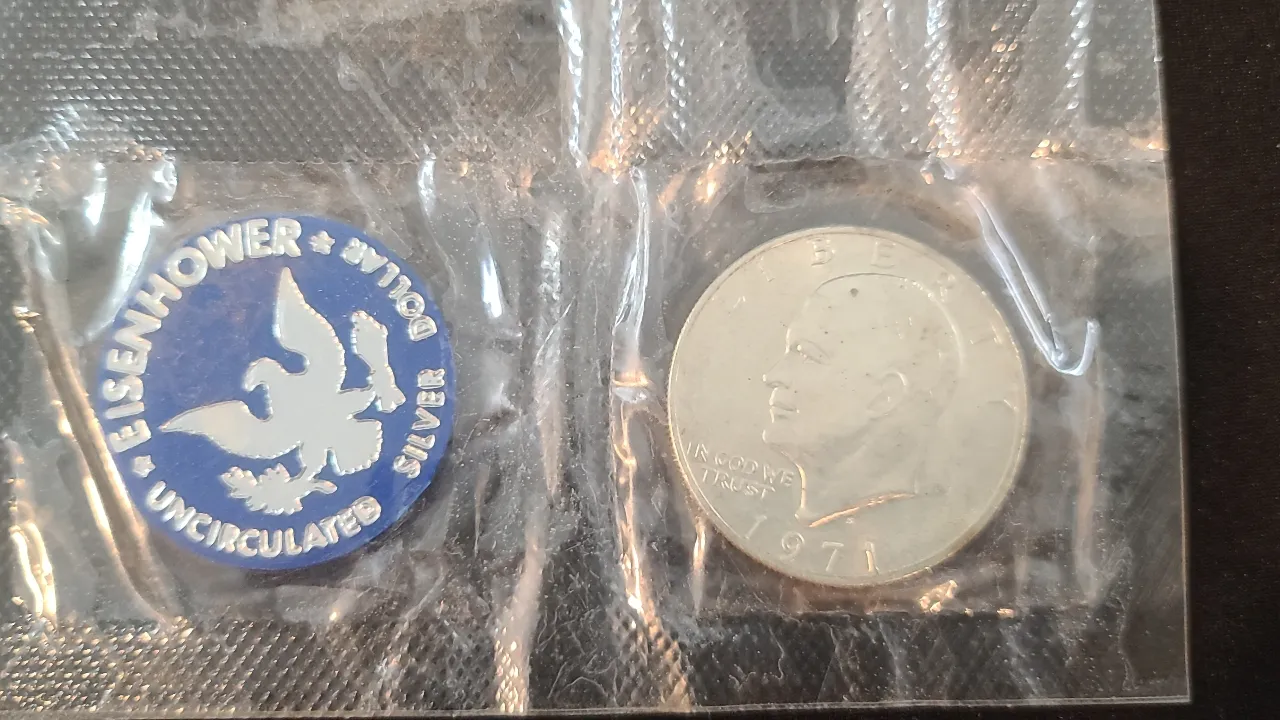 ★ EISENHOWER ★
SILVER DOLLAR
UNCIRCULATED
LIBERTY
IN GOD WE
TRUST
1971